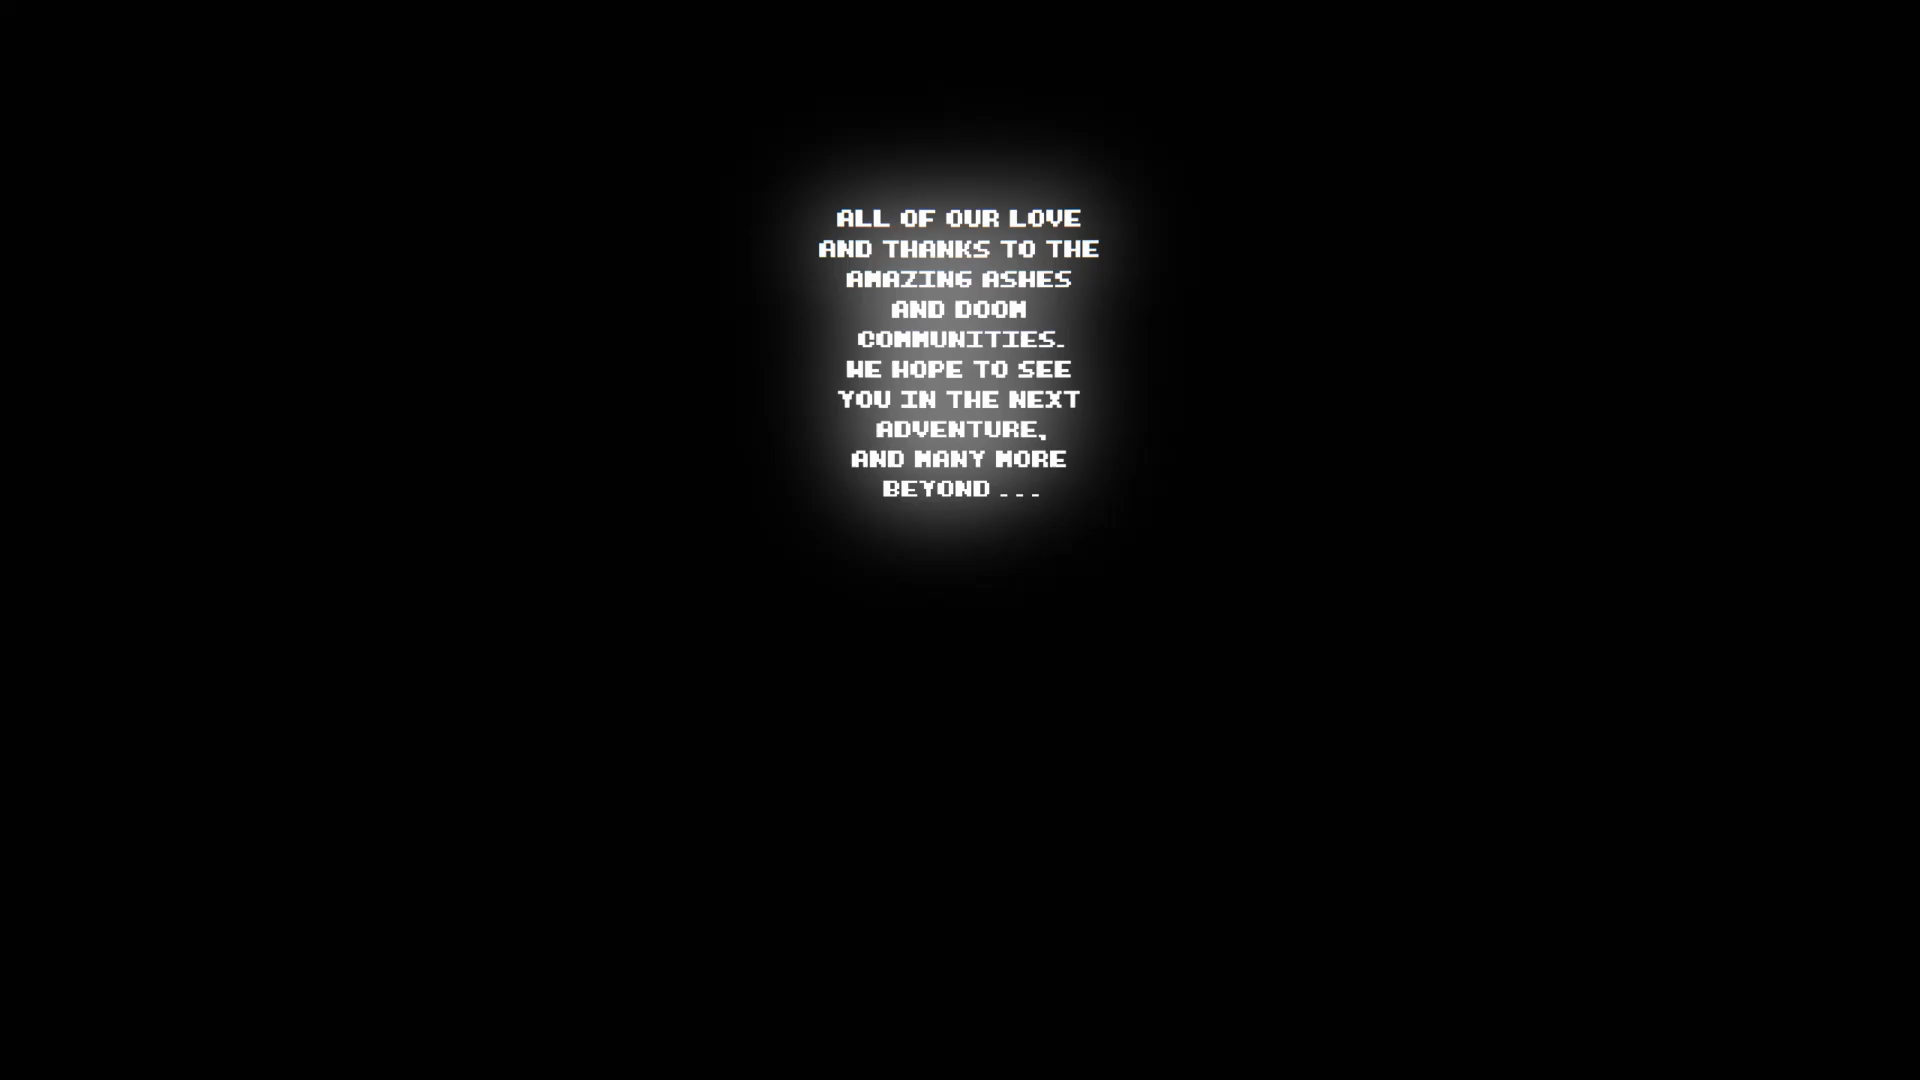 ALL OF OUR LOVE
AND THANKS TO THE
AMAZING ASHES
AND DOOM
COMMUNITIES.
WE HOPE TO SEE
YOU IN THE NEXT
ADVENTURE,
AND MANY MORE
BEYOND ...